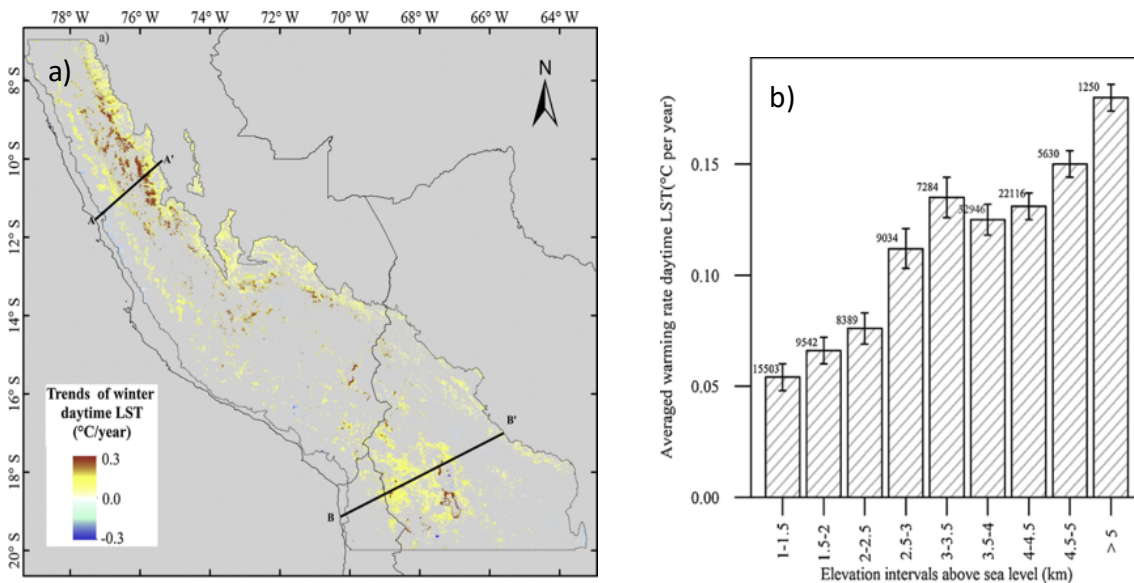 78° W 76° W 74° W 72° W 70° W 68° W 66° W 64° W
a)
a)
N
8° S
10° S
12° S
14° S
16° S
18° S
20° S
A'
A
B'
B
Trends of winter
daytime LST
(°C/year)
0.3
0.0
-0.3
b)
Averaged warming rate daytime LST(°C per year)
0.15
0.10
0.05
0.00
15503
9542
8389
9034
7284
32946
22116
5630
1250
1-1.5
1.5-2
2-2.5
2.5-3
3-3.5
3.5-4
4-4.5
4.5-5
> 5
Elevation intervals above sea level (km)